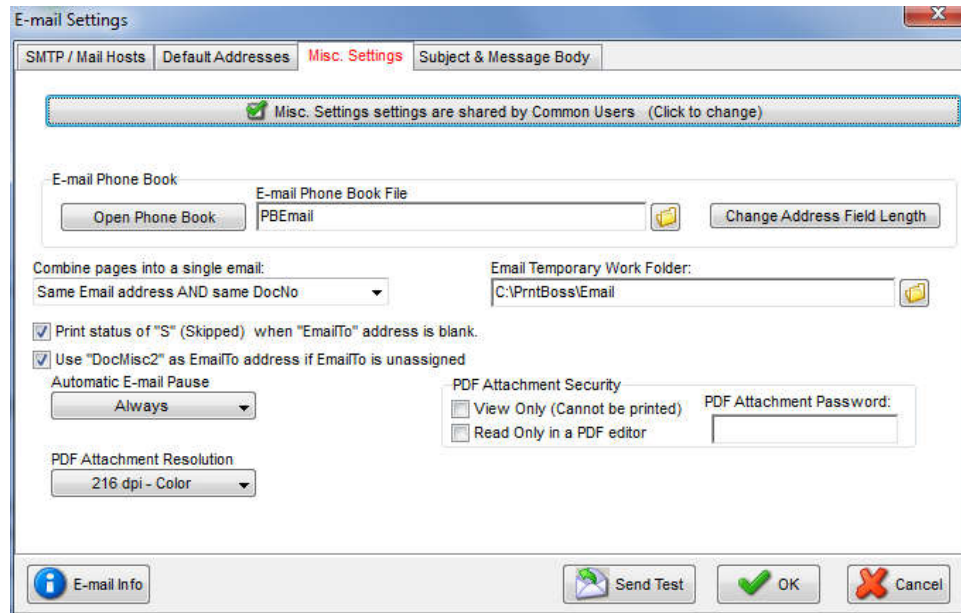 E-mail Settings
X
SMTP / Mail Hosts Default Addresses Misc. Settings Subject & Message Body
Misc. Settings settings are shared by Common Users (Click to change)
E-mail Phone Book
E-mail Phone Book File
Open Phone Book PBEmail Change Address Field Length
Combine pages into a single email: Email Temporary Work Folder:
Same Email address AND same DocNo C:\PrntBoss\Email
Print status of "S" (Skipped) when "EmailTo" address is blank.
Use "DocMisc2" as EmailTo address if EmailTo is unassigned
Automatic E-mail Pause
Always
PDF Attachment Security
View Only (Cannot be printed) PDF Attachment Password:
Read Only in a PDF editor
PDF Attachment Resolution
216 dpi - Color
E-mail Info Send Test OK Cancel